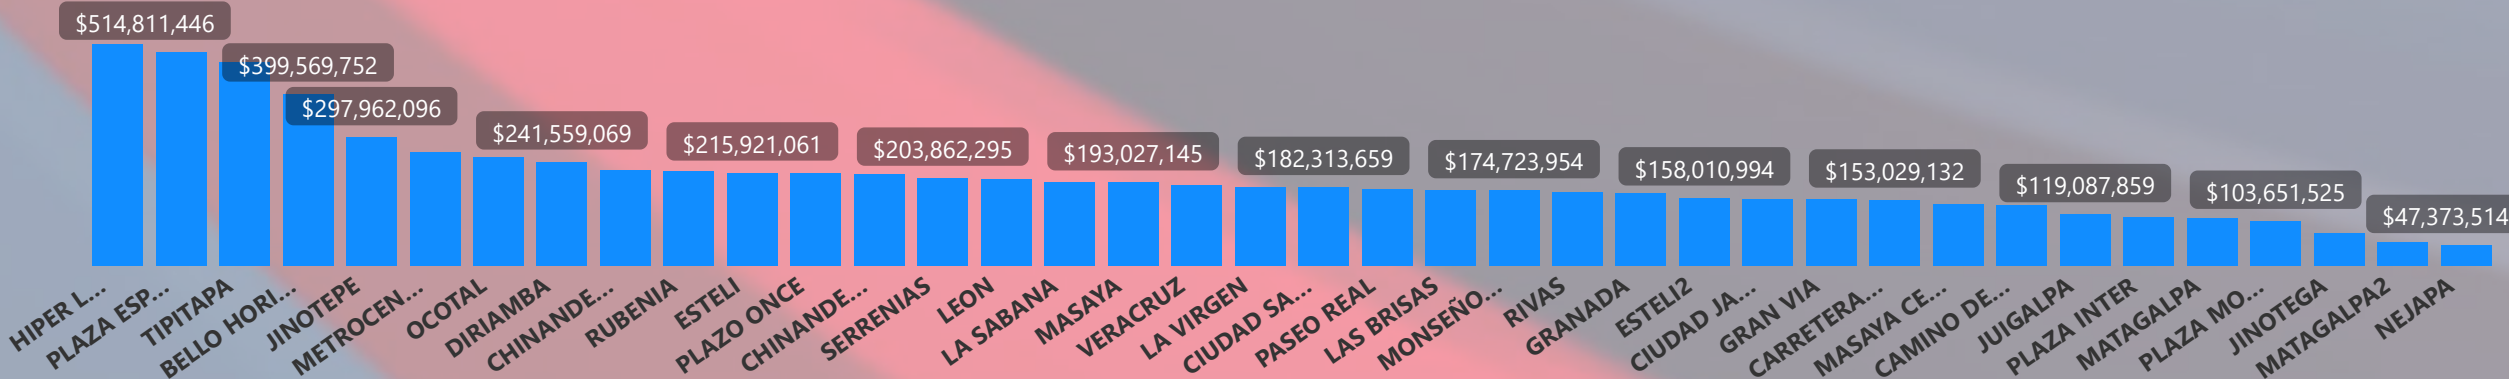 $514,811,446
$399,569,752
$297,962,096
$241,559,069
$215,921,061
$203,862,295
$193,027,145
$182,313,659
$174,723,954
$158,010,994
$153,029,132
$119,087,859
$103,651,525
$47,373,514
HIPER L...
PLAZA ESP...
TIPITAPA
BELLO HORI...
JINOTEPE
METROCEN...
OCOTAL
DIRIAMBA
CHINANDE...
RUBENIA
ESTELI
PLAZO ONCE
CHINANDE...
SERRENIAS
LEON
LA SABANA
MASAYA
VERACRUZ
LA VIRGEN
CIUDAD SA...
PASEO REAL
LAS BRISAS
MONSEÑO...
RIVAS
GRANADA
ESTELI2
CIUDAD JA...
GRAN VIA
CARRETERA...
MASAYA CE...
CAMINO DE...
JUIGALPA
PLAZA INTER
MATAGALPA
PLAZA MO...
JINOTEGA
MATAGALPA2
NEJAPA